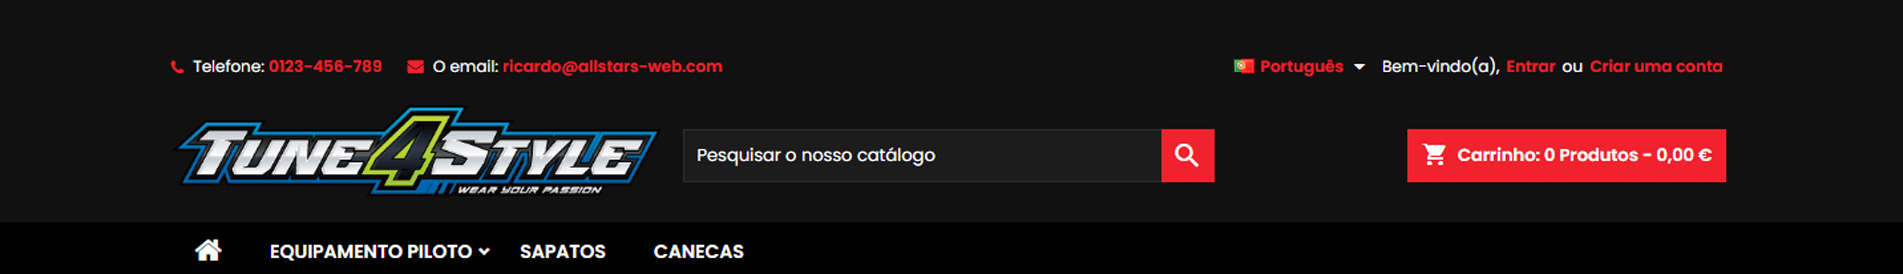 Telefone: 0123-456-789 O email: ricardo@allstars-web.com Português Bem-vindo(a), Entrar ou Criar uma conta
TUNE4STYLE
WEAR YOUR PASSION
Pesquisar o nosso catálogo
Carrinho: 0 Produtos - 0,00 €
EQUIPAMENTO PILOTO SAPATOS CANECAS